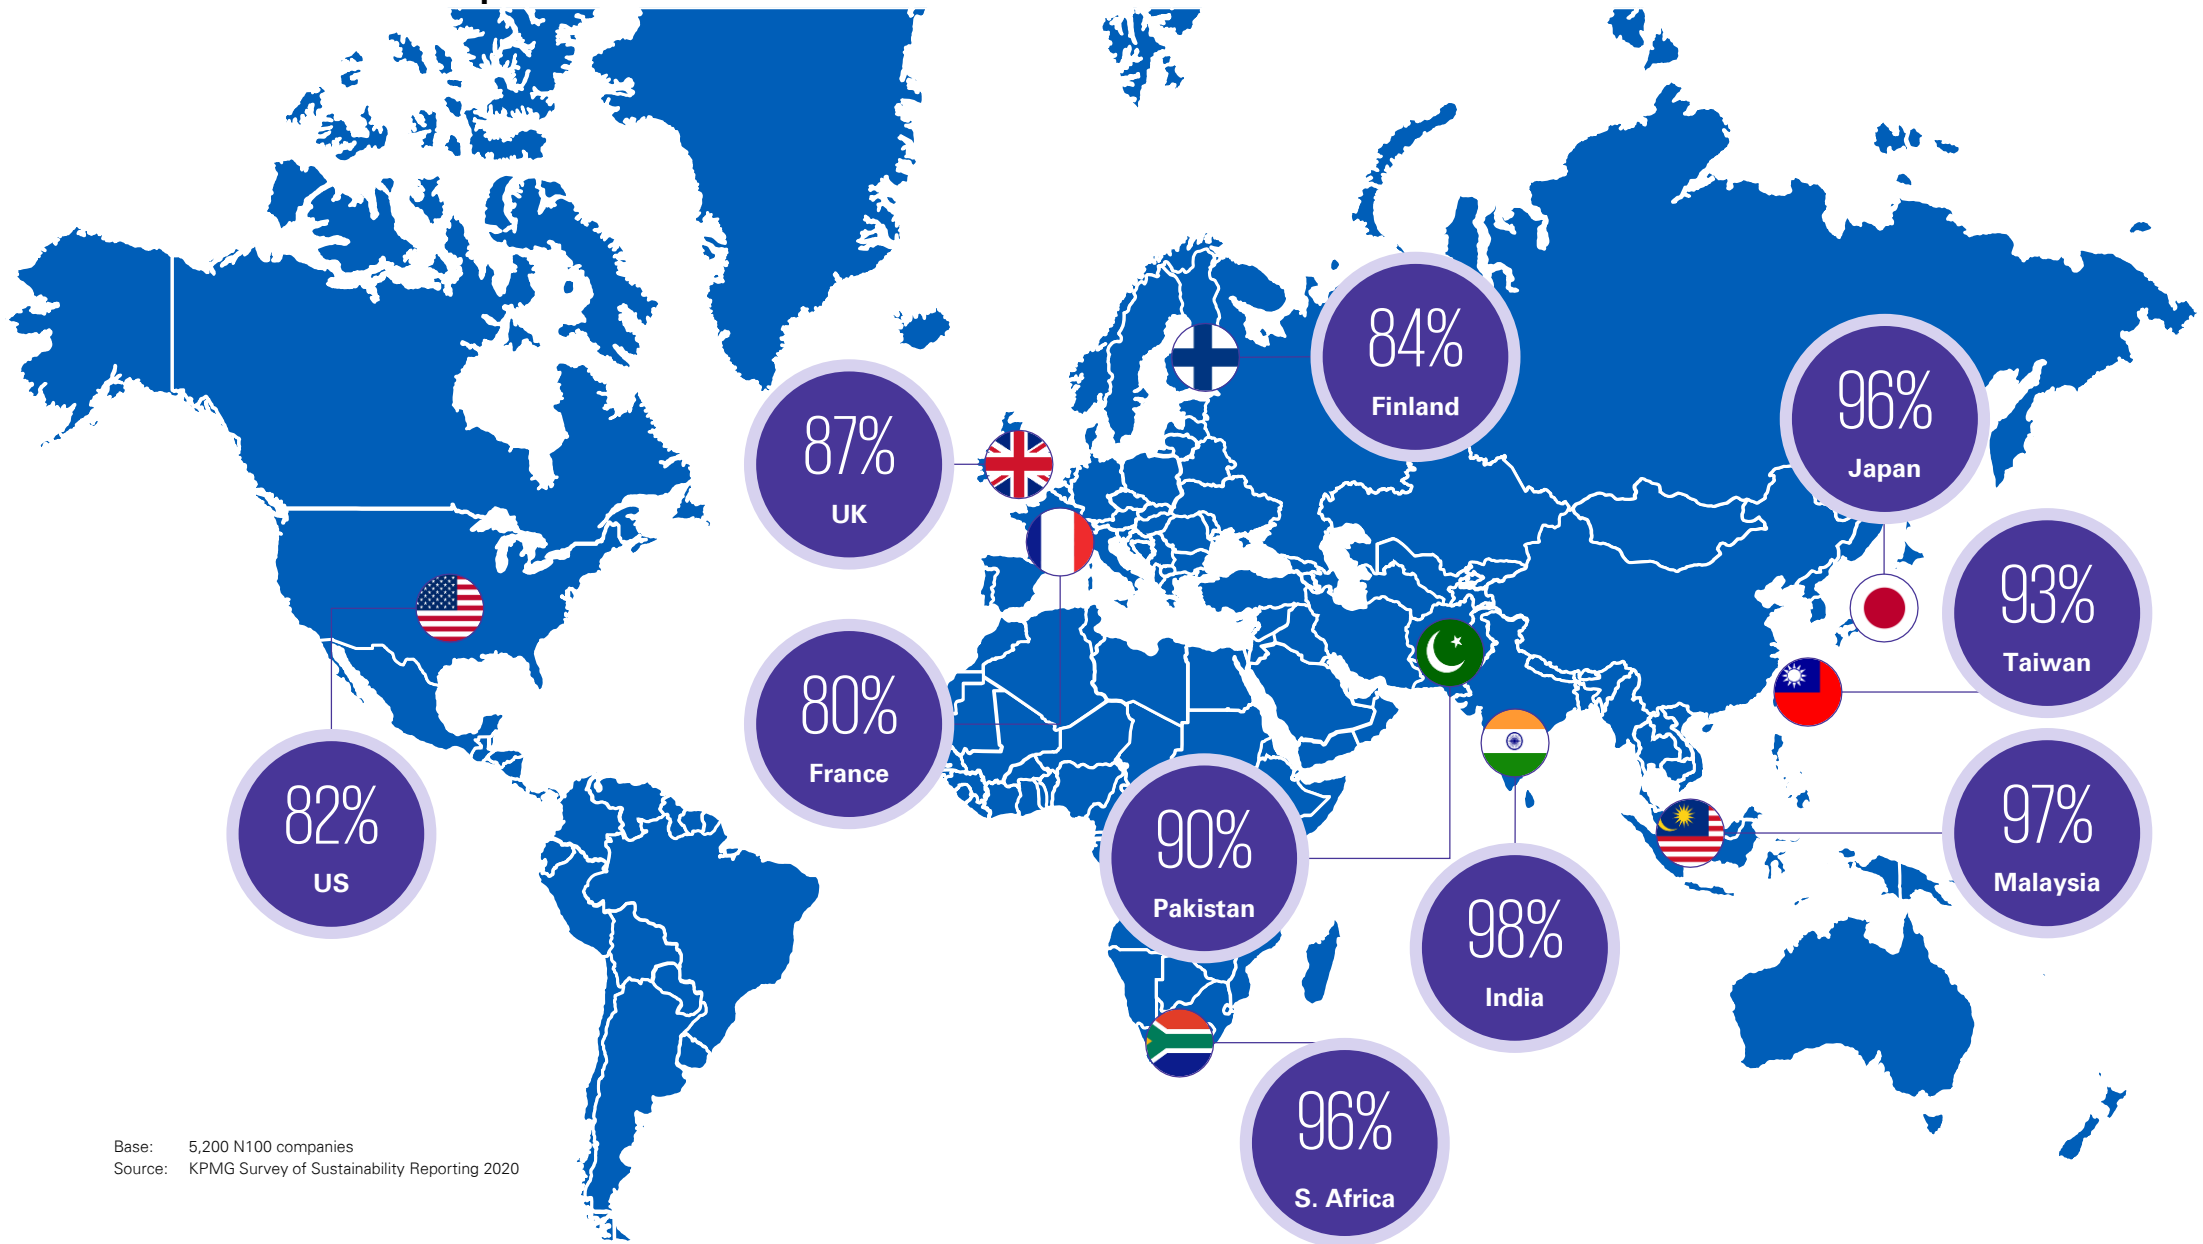 84%
Finland
96%
Japan
87%
UK
93%
Taiwan
80%
France
82%
US
90%
Pakistan
97%
Malaysia
98%
India
96%
S. Africa
Base: 5,200 N100 companies
Source: KPMG Survey of Sustainability Reporting 2020